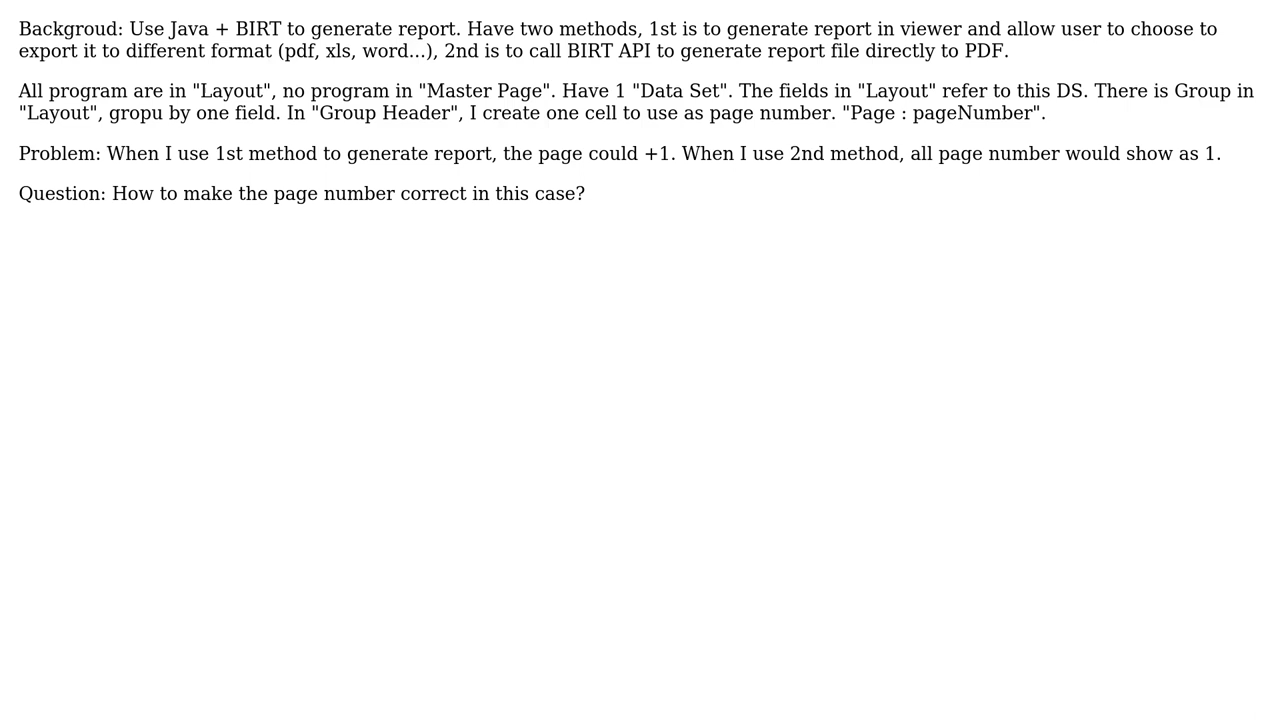 Backgroud: Use Java + BIRT to generate report. Have two methods, 1st is to generate report in viewer and allow user to choose to
export it to different format (pdf, xls, word...), 2nd is to call BIRT API to generate report file directly to PDF.
All program are in "Layout", no program in "Master Page". Have 1 "Data Set". The fields in "Layout" refer to this DS. There is Group in
"Layout", gropu by one field. In "Group Header", I create one cell to use as page number. "Page : pageNumber".
Problem: When I use 1st method to generate report, the page could +1. When I use 2nd method, all page number would show as 1.
Question: How to make the page number correct in this case?